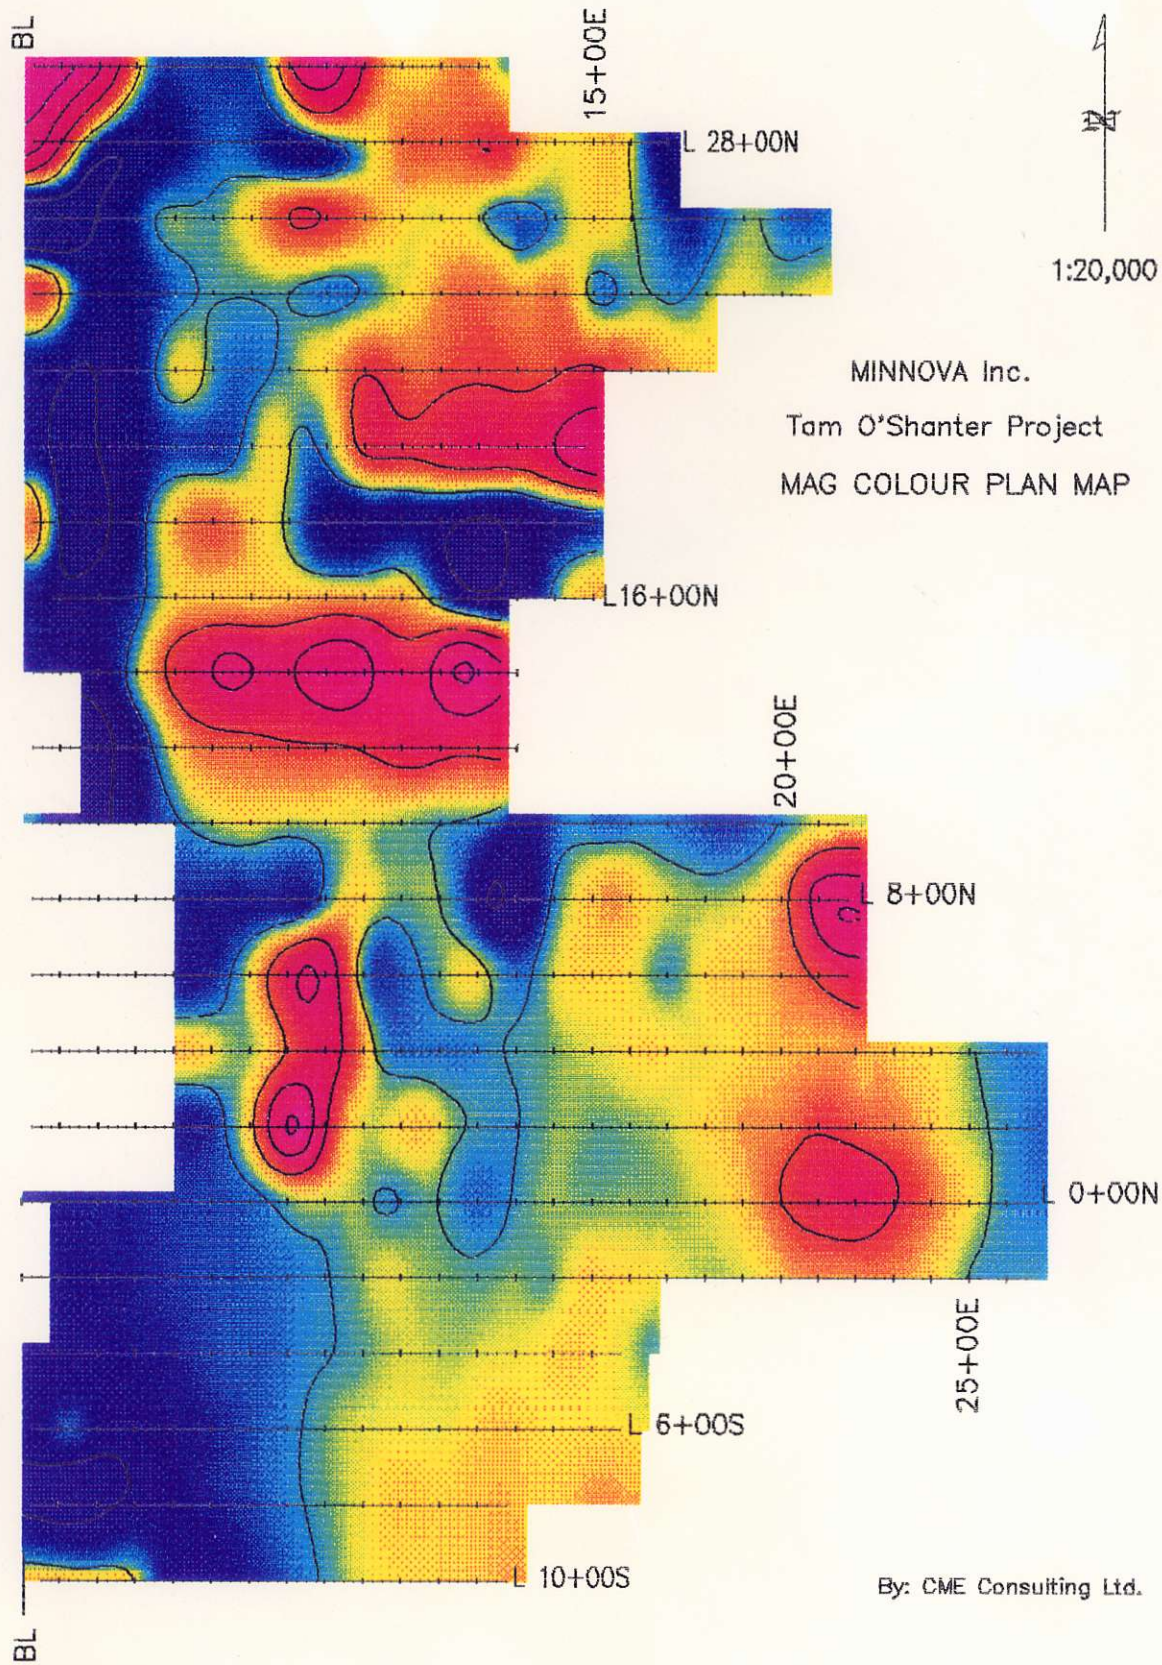 BL
15+00E
L 28+00N
N
1:20,000
MINNOVA Inc.
Tam O'Shanter Project
MAG COLOUR PLAN MAP
L16+00N
20+00E
L 8+00N
L 0+00N
25+00E
L 6+00S
L 10+00S
By: CME Consulting Ltd.
BL